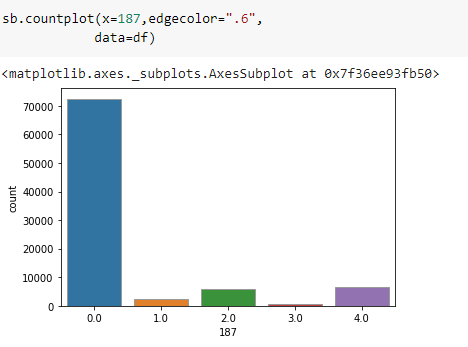 sb.countplot(x=187,edgecolor=".6",
data=df)
<matplotlib.axes._subplots.AxesSubplot at 0x7f36ee93fb50>
70000
60000
50000
40000
30000
20000
10000
0
count
0.0 1.0 2.0 3.0 4.0
187